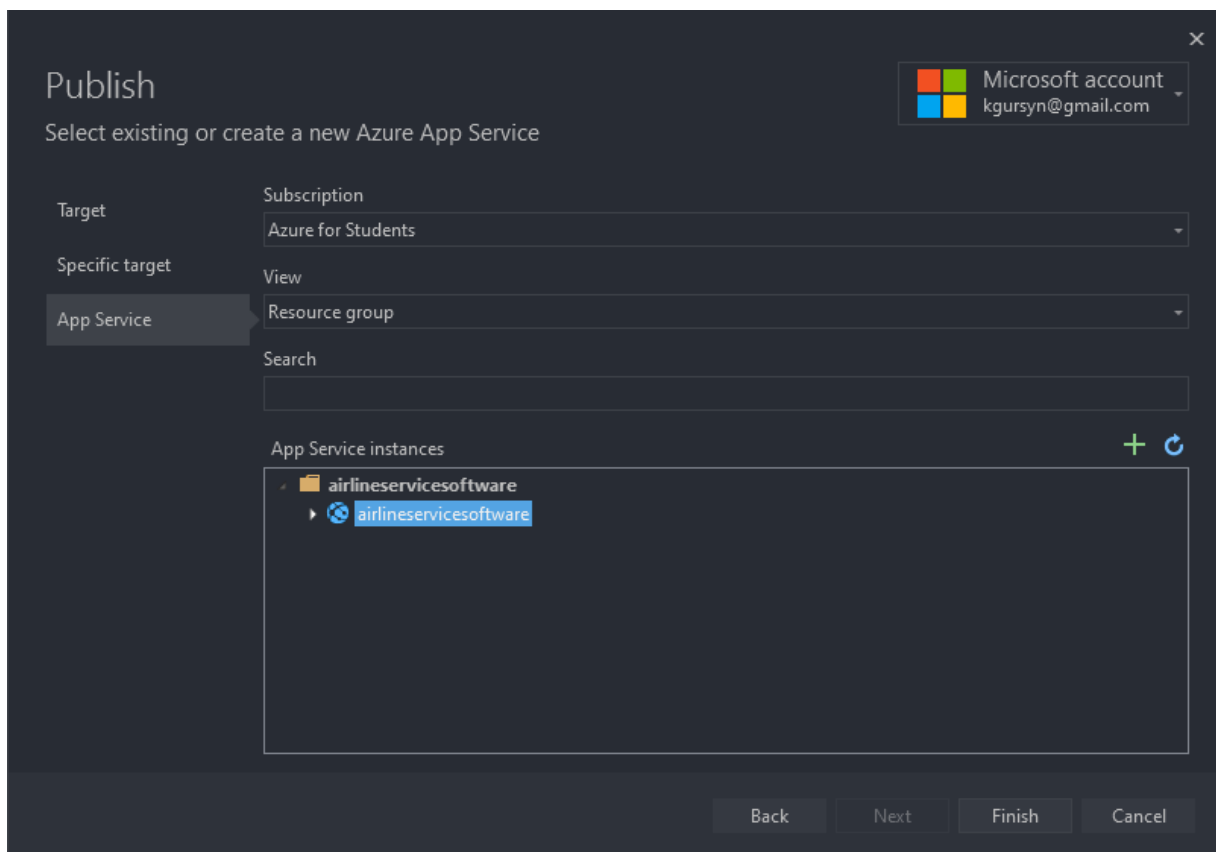 Publish
Select existing or create a new Azure App Service
Microsoft account
kgursyn@gmail.com
Target
Specific target
App Service
Subscription
Azure for Students
View
Resource group
Search
App Service instances
airlineservicesoftware
airlineservicesoftware
Back
Next
Finish
Cancel